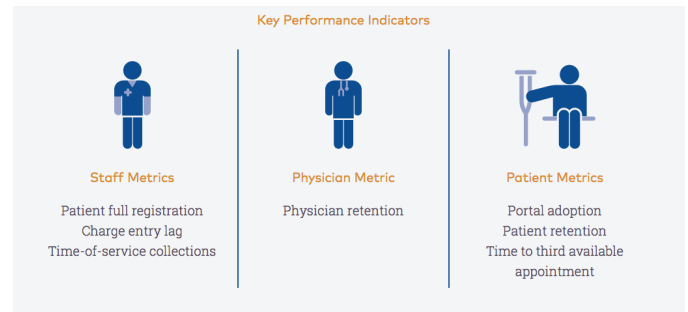 Key Performance Indicators
Staff Metrics
Patient full registration
Charge entry lag
Time-of-service collections
Physician Metric
Physician retention
Patient Metrics
Portal adoption
Patient retention
Time to third available
appointment